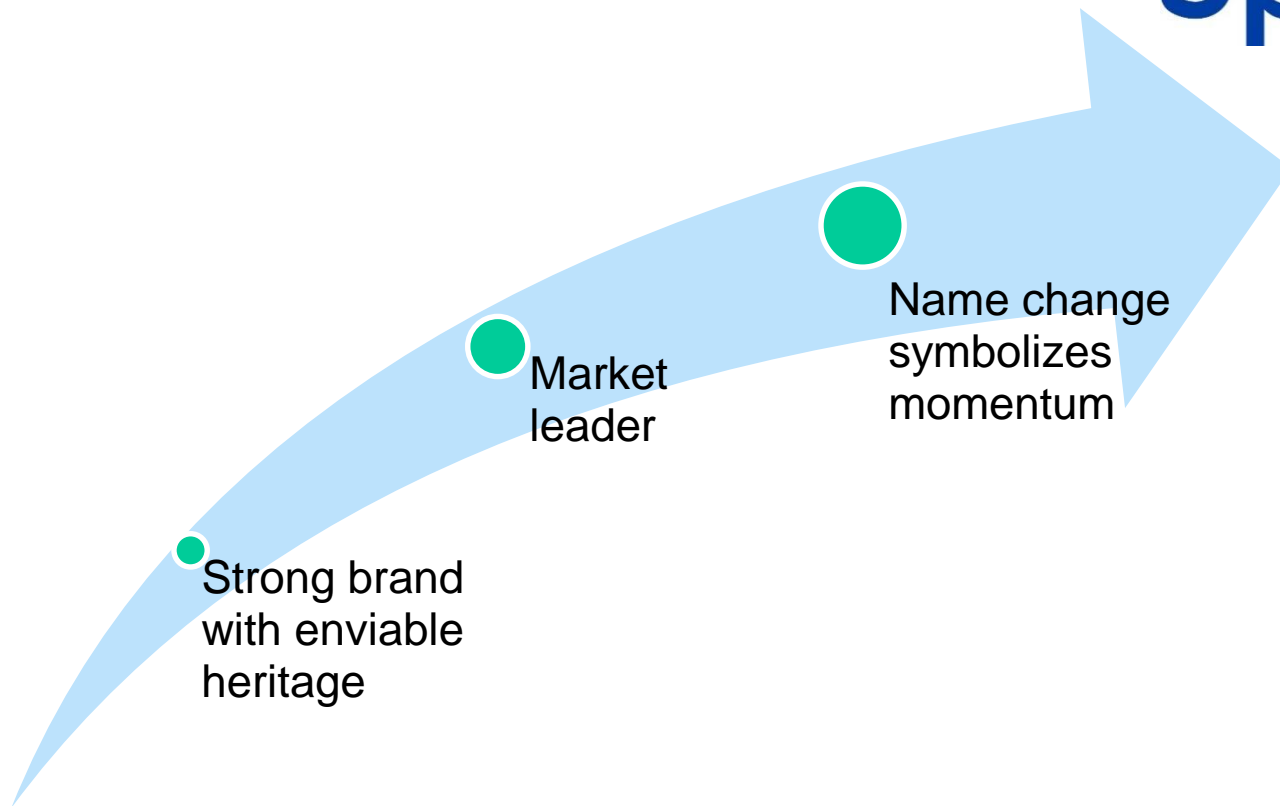 Name change
symbolizes
momentum
Market
leader
Strong brand
with enviable
heritage